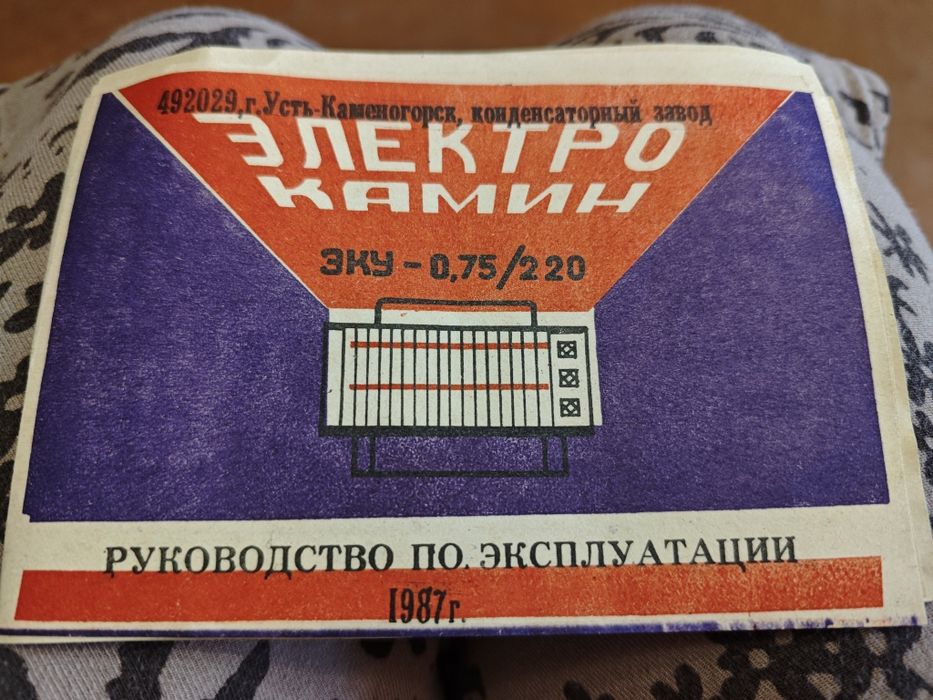 492029, г. Усть-Каменогорск, конденсаторный завод
ЭЛЕКТРО
КАМИН
ЭКУ - 0,75/220
РУКОВОДСТВО ПО ЭКСПЛУАТАЦИИ
1987г.